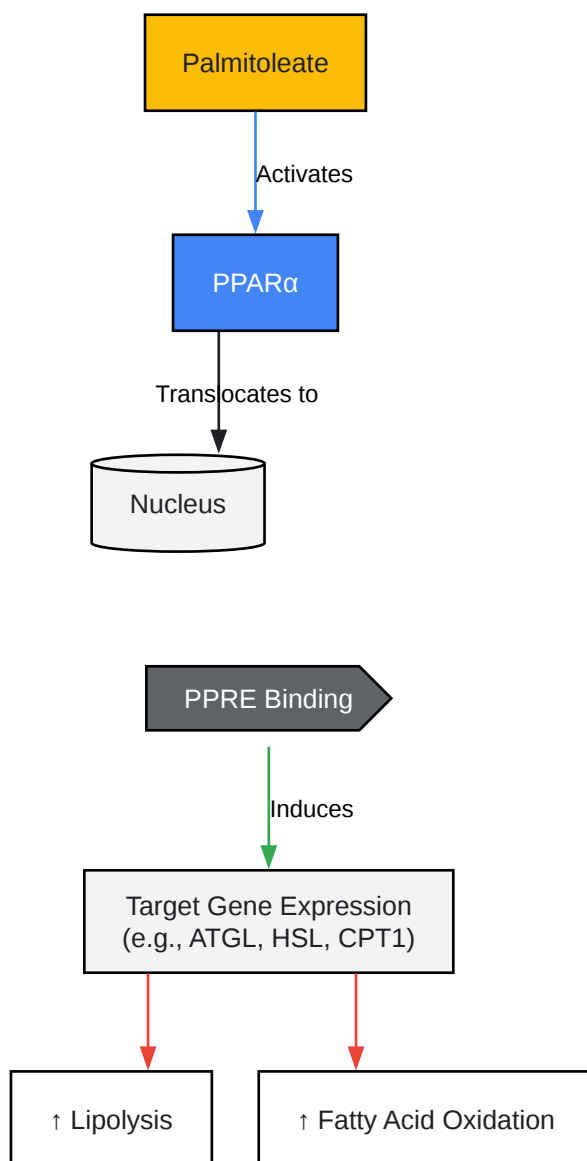 Palmitoleate
Activates
PPARα
Translocates to
Nucleus
PPRE Binding
Induces
Target Gene Expression
(e.g., ATGL, HSL, CPT1)
↑ Lipolysis
↑ Fatty Acid Oxidation